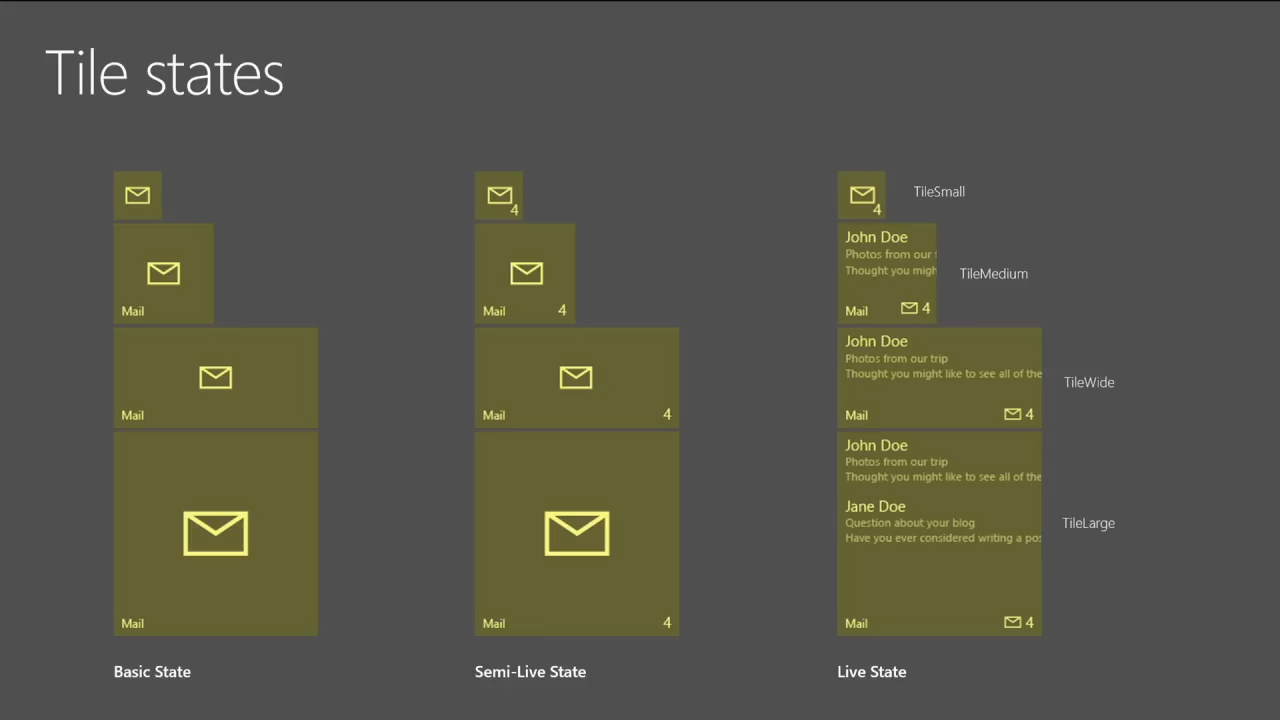 Tile states
4
4
TileSmall
John Doe
Photos from our
Thought you migh
Mail
Mail 4
Mail 4
TileMedium
John Doe
Photos from our trip
Thought you might like to see all of the
Mail
Mail 4
Mail 4
TileWide
John Doe
Photos from our trip
Thought you might like to see all of the
Jane Doe
Question about your blog
Have you ever considered writing a pos
TileLarge
Mail
Mail 4
Mail 4
Basic State
Semi-Live State
Live State